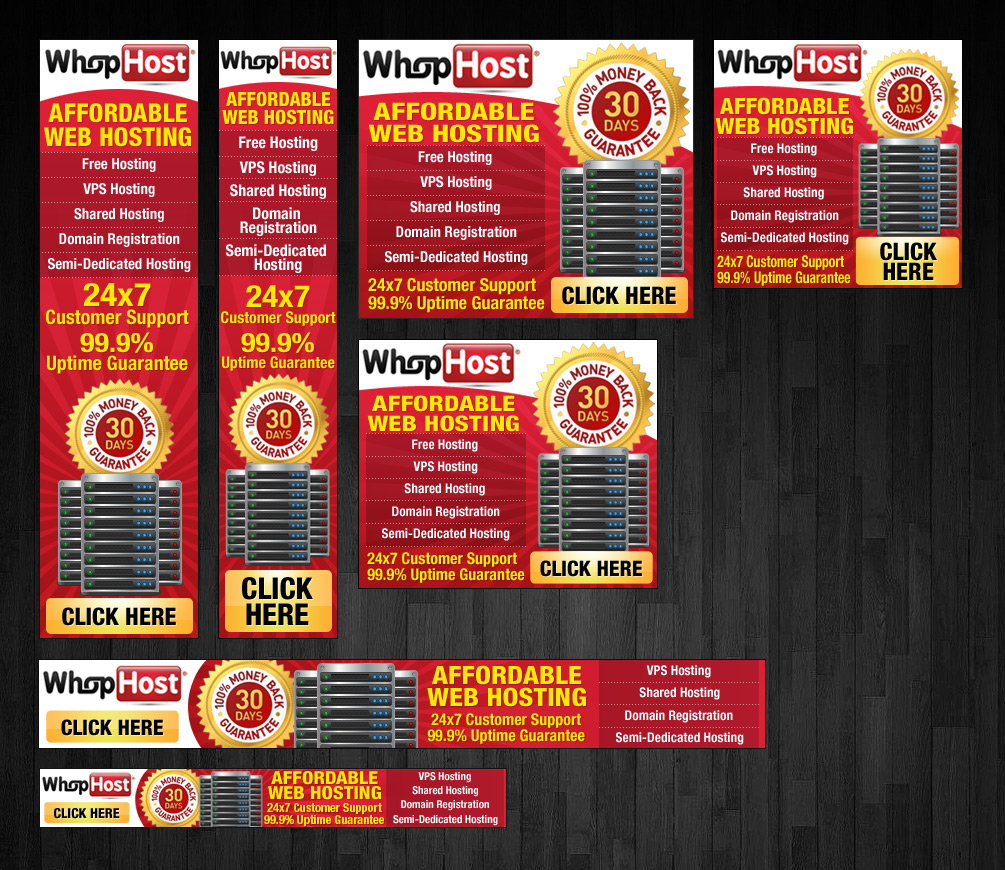 WhopHost®
AFFORDABLE
WEB HOSTING
Free Hosting
VPS Hosting
Shared Hosting
Domain Registration
Semi-Dedicated Hosting
24x7
Customer Support
99.9%
Uptime Guarantee
100% MONEY BACK
30
DAYS
GUARANTEE
CLICK HERE
WhopHost®
AFFORDABLE
WEB HOSTING
Free Hosting
VPS Hosting
Shared Hosting
Domain
Registration
Semi-Dedicated
Hosting
24x7
Customer Support
99.9%
Uptime Guarantee
100% MONEY BACK
30
DAYS
GUARANTEE
CLICK
HERE
WhopHost®
100% MONEY BACK
30
DAYS
GUARANTEE
AFFORDABLE
WEB HOSTING
Free Hosting
VPS Hosting
Shared Hosting
Domain Registration
Semi-Dedicated Hosting
24x7 Customer Support
99.9% Uptime Guarantee
CLICK HERE
WhopHost®
100% MONEY BACK
30
DAYS
GUARANTEE
AFFORDABLE
WEB HOSTING
Free Hosting
VPS Hosting
Shared Hosting
Domain Registration
Semi-Dedicated Hosting
24x7 Customer Support
99.9% Uptime Guarantee
CLICK
HERE
WhopHost®
100% MONEY BACK
30
DAYS
GUARANTEE
AFFORDABLE
WEB HOSTING
Free Hosting
VPS Hosting
Shared Hosting
Domain Registration
Semi-Dedicated Hosting
24x7 Customer Support
99.9% Uptime Guarantee
CLICK HERE
WhopHost®
CLICK HERE
100% MONEY BACK
30
DAYS
GUARANTEE
AFFORDABLE
WEB HOSTING
24x7 Customer Support
99.9% Uptime Guarantee
VPS Hosting
Shared Hosting
Domain Registration
Semi-Dedicated Hosting
WhopHost®
CLICK HERE
100% MONEY BACK
30
DAYS
GUARANTEE
AFFORDABLE
WEB HOSTING
24x7 Customer Support
99.9% Uptime Guarantee
VPS Hosting
Shared Hosting
Domain Registration
Semi-Dedicated Hosting